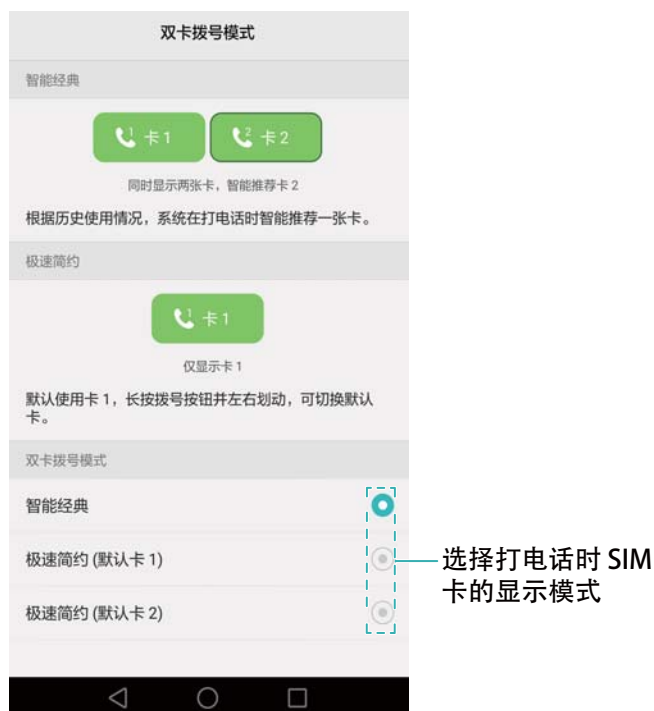 双卡拨号模式
智能经典
1 卡 1
2 卡 2
同时显示两张卡，智能推荐卡 2
根据历史使用情况，系统在打电话时智能推荐一张卡。
极速简约
1 卡 1
仅显示卡 1
默认使用卡 1，长按拨号按钮并左右划动，可切换默认
卡。
双卡拨号模式
智能经典
极速简约 (默认卡 1)
极速简约 (默认卡 2)
选择打电话时 SIM
卡的显示模式